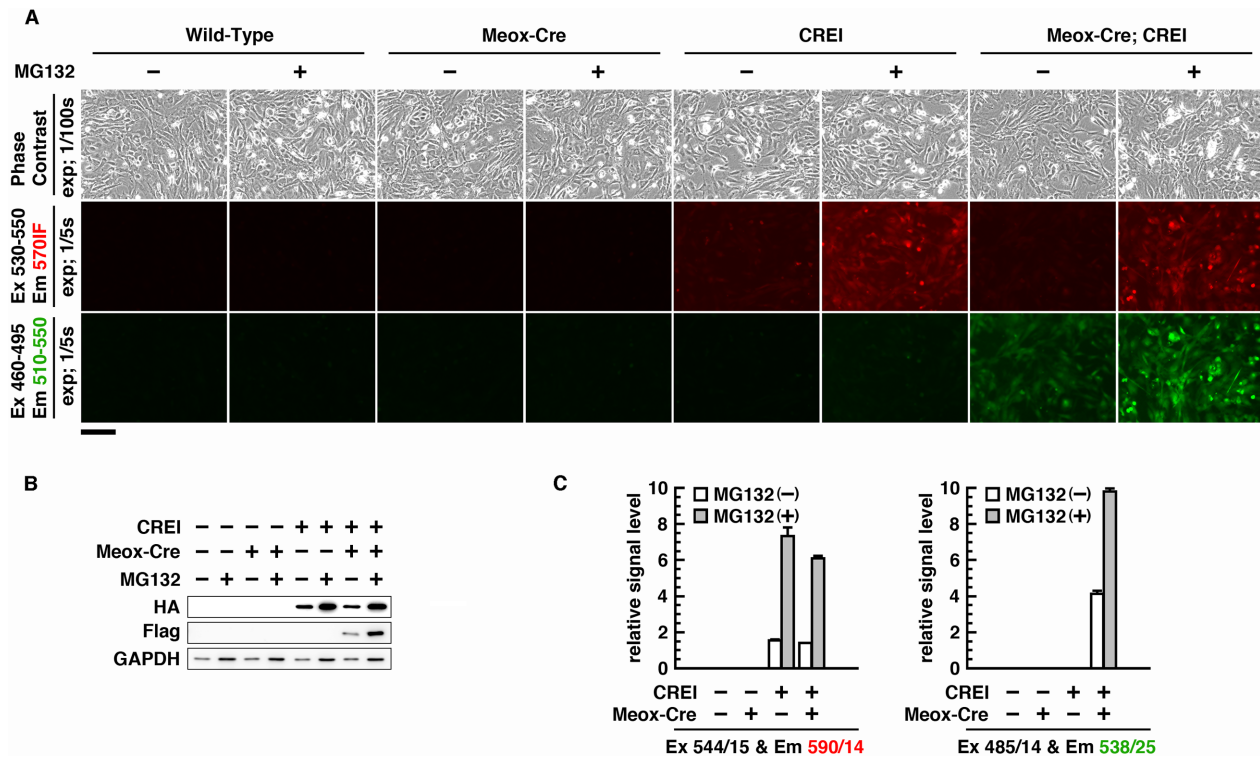 A
Wild-Type Meox-Cre CREI Meox-Cre; CREI
MG132 − + − + − + − +
Phase
Contrast
exp; 1/100s
Ex 530-550
Em 570IF
exp; 1/5s
Ex 460-495
Em 510-550
exp; 1/5s
B
CREI − − − − + + + +
Meox-Cre − − + + − − + +
MG132 − + − + − + − +
HA
Flag
GAPDH
C
relative signal level
10
8
6
4
2
0
MG132 (−)
MG132 (+)
CREI − − + +
Meox-Cre − + − +
Ex 544/15 & Em 590/14
relative signal level
10
8
6
4
2
0
MG132 (−)
MG132 (+)
CREI − − + +
Meox-Cre − + − +
Ex 485/14 & Em 538/25